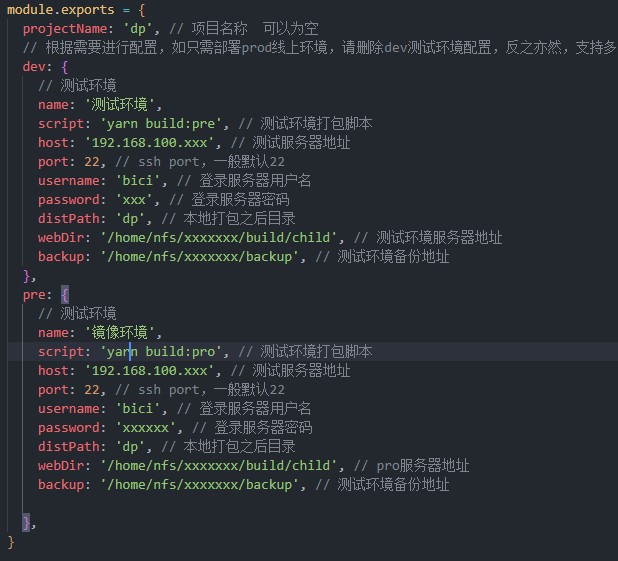 module.exports = {
projectName: 'dp', // 项目名称  可以为空
// 根据需要进行配置，如只需部署prod线上环境，请删除dev测试环境配置，反之亦然，支持多
dev: {
// 测试环境
name: '测试环境',
script: 'yarn build:pre', // 测试环境打包脚本
host: '192.168.100.xxx', // 测试服务器地址
port: 22, // ssh port，一般默认22
username: 'bici', // 登录服务器用户名
password: 'xxx', // 登录服务器密码
distPath: 'dp', // 本地打包之后目录
webDir: '/home/nfs/xxxxxxx/build/child', // 测试环境服务器地址
backup: '/home/nfs/xxxxxxx/backup', // 测试环境备份地址
},
pre: {
// 测试环境
name: '镜像环境',
script: 'yarn build:pro', // 测试环境打包脚本
host: '192.168.100.xxx', // 测试服务器地址
port: 22, // ssh port，一般默认22
username: 'bici', // 登录服务器用户名
password: 'xxxxxx', // 登录服务器密码
distPath: 'dp', // 本地打包之后目录
webDir: '/home/nfs/xxxxxxx/build/child', // pro服务器地址
backup: '/home/nfs/xxxxxxx/backup', // 测试环境备份地址
},
}